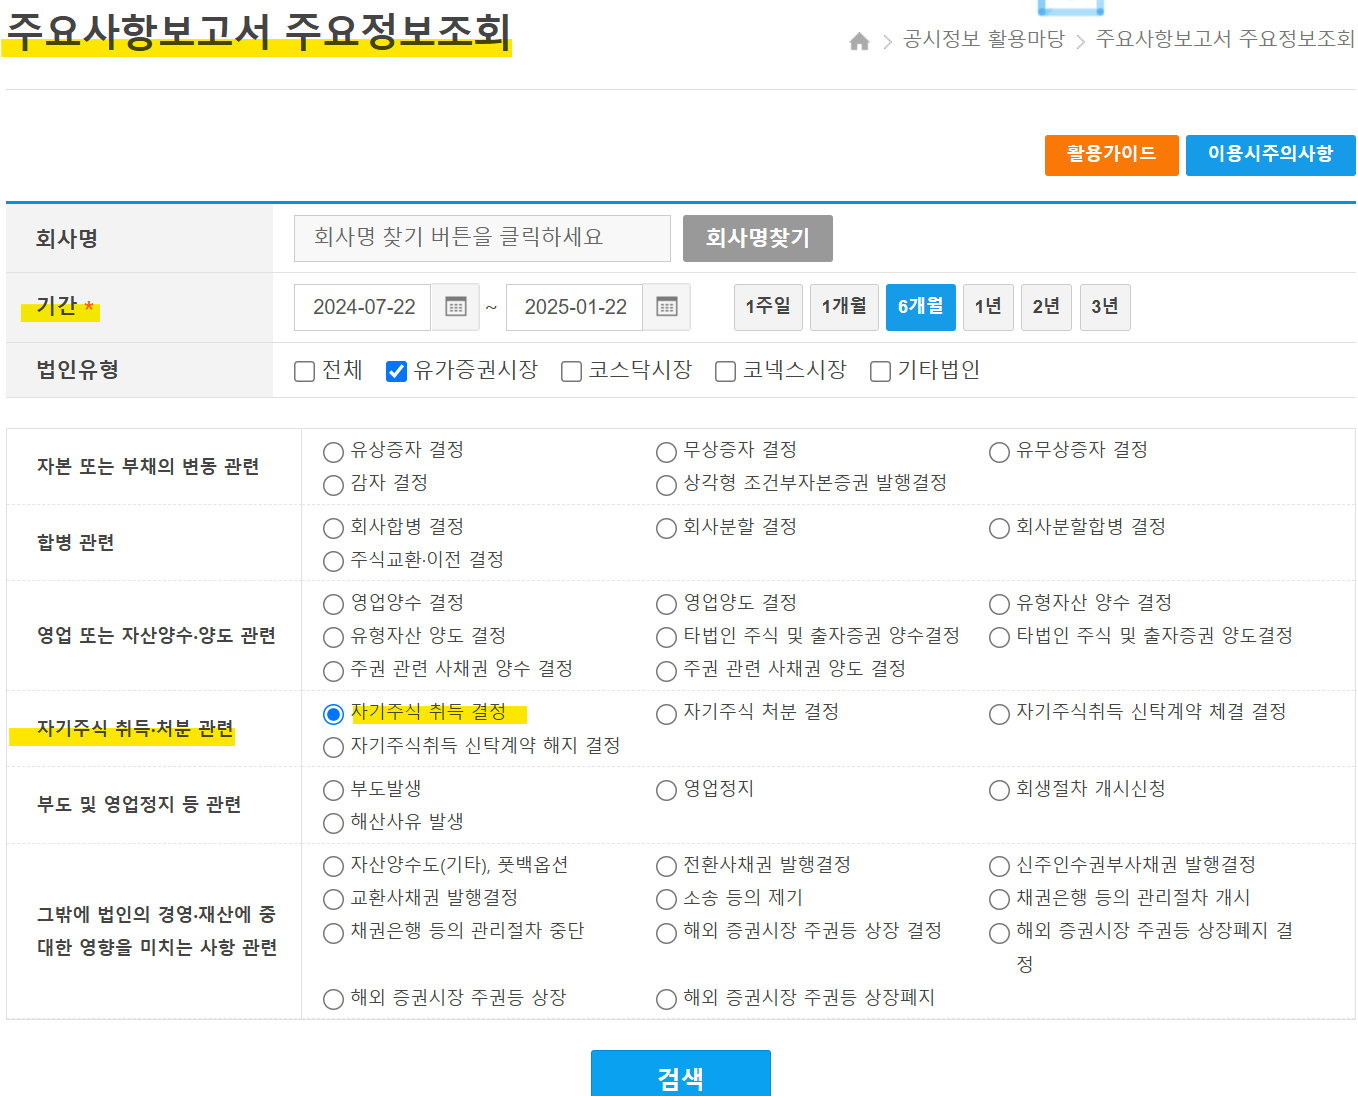 주요사항보고서 주요정보조회
공시정보 활용마당 > 주요사항보고서 주요정보조회
활용가이드 이용시주의사항
회사명 회사명 찾기 버튼을 클릭하세요 회사명찾기
기간 * 2024-07-22 ~ 2025-01-22 1주일 1개월 6개월 1년 2년 3년
법인유형 전체 유가증권시장 코스닥시장 코넥스시장 기타법인
자본 또는 부채의 변동 관련
유상증자 결정 무상증자 결정 유무상증자 결정
감자 결정 상각형 조건부자본증권 발행결정
합병 관련
회사합병 결정 회사분할 결정 회사분할합병 결정
주식교환·이전 결정
영업 또는 자산양수·양도 관련
영업양수 결정 영업양도 결정 유형자산 양수 결정
유형자산 양도 결정 타법인 주식 및 출자증권 양수결정 타법인 주식 및 출자증권 양도결정
주권 관련 사채권 양수 결정 주권 관련 사채권 양도 결정
자기주식 취득·처분 관련
자기주식 취득 결정 자기주식 처분 결정 자기주식취득 신탁계약 체결 결정
자기주식취득 신탁계약 해지 결정
부도 및 영업정지 등 관련
부도발생 영업정지 회생절차 개시신청
해산사유 발생
그밖에 법인의 경영·재산에 중
대한 영향을 미치는 사항 관련
자산양수도(기타), 풋백옵션 전환사채권 발행결정 신주인수권부사채권 발행결정
교환사채권 발행결정 소송 등의 제기 채권은행 등의 관리절차 개시
채권은행 등의 관리절차 중단 해외 증권시장 주권등 상장 결정 해외 증권시장 주권등 상장폐지 결
정
해외 증권시장 주권등 상장 해외 증권시장 주권등 상장폐지
검색